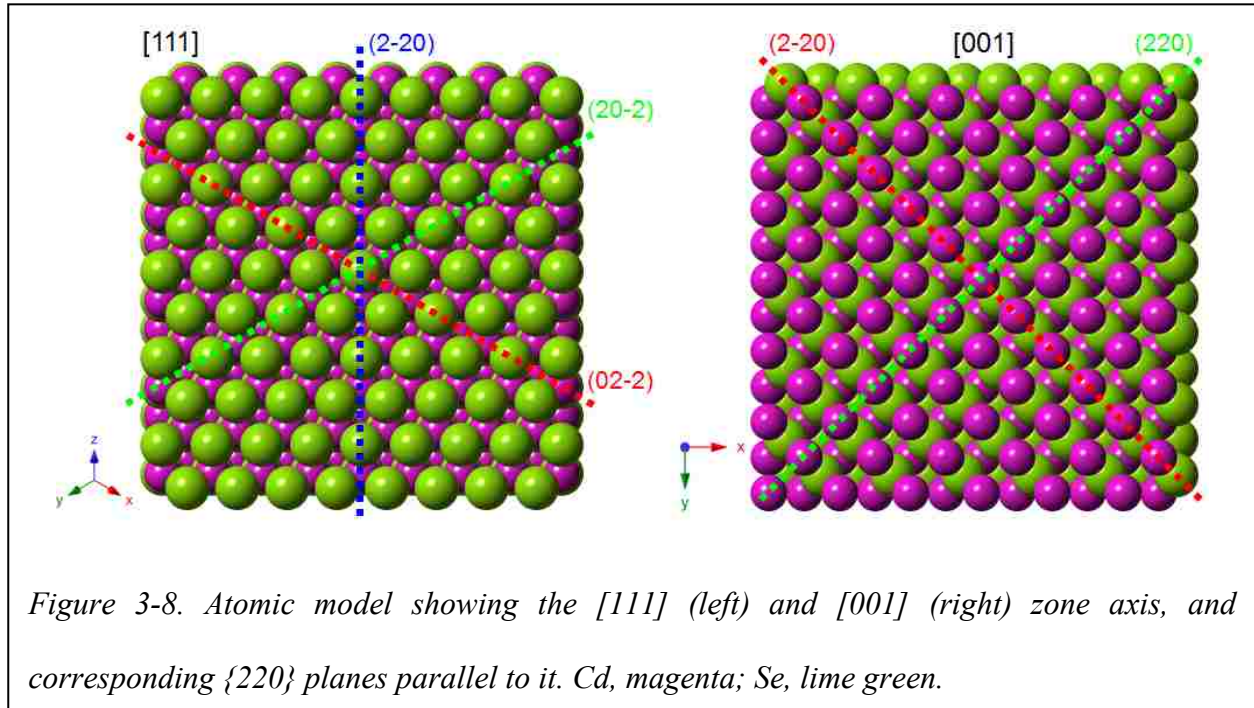 [111]
(2-20)
(20-2)
(02-2)
z
y
x
(2-20)
[001]
(220)
x
y
Figure 3-8. Atomic model showing the [111] (left) and [001] (right) zone axis, and
corresponding {220} planes parallel to it. Cd, magenta; Se, lime green.